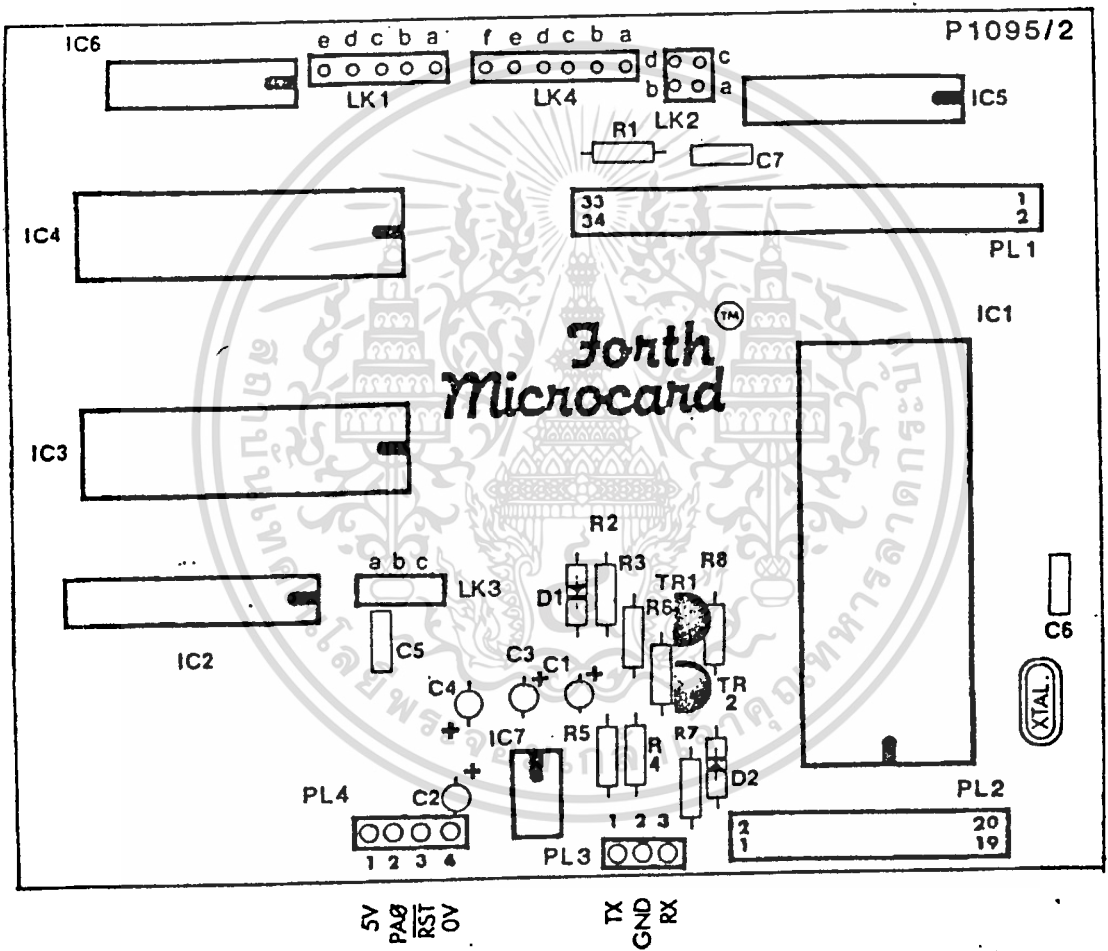 P1095/2
IC6
e d c b a
LK1
f e d c b a
LK4
d c
b a
LK2
IC5
R1
C7
IC4
33 1
34 2
PL1
IC1
Forth TM
Microcard
IC3
R2
a b c
LK3
D1
R3
TR1
R8
R6
IC2
C5
C6
C4
C3
C1
+
+
+
TR
2
XTAL.
IC7
R5
R
4
R7
D2
PL4
C2
+
PL2
1 2 3 4
PL3
1 2 3
2 20
1 19
5V
PAØ
RST
0V
TX
GND
RX